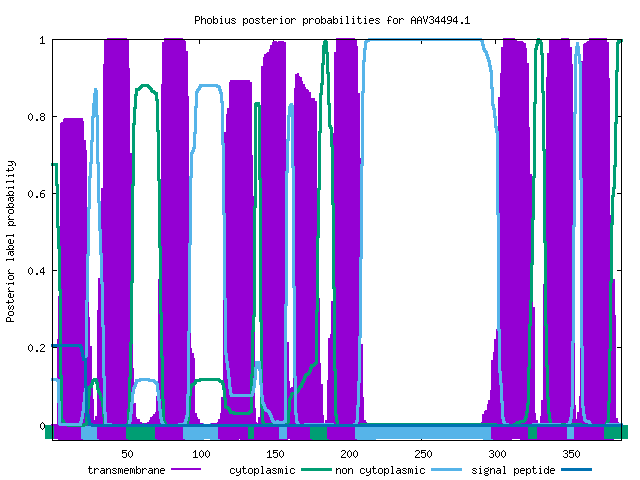 Phobius posterior probabilities for AAV34494.1
1
0.8
0.6
0.4
0.2
0
Posterior label probability
50 100 150 200 250 300 350
transmembrane cytoplasmic non cytoplasmic signal peptide